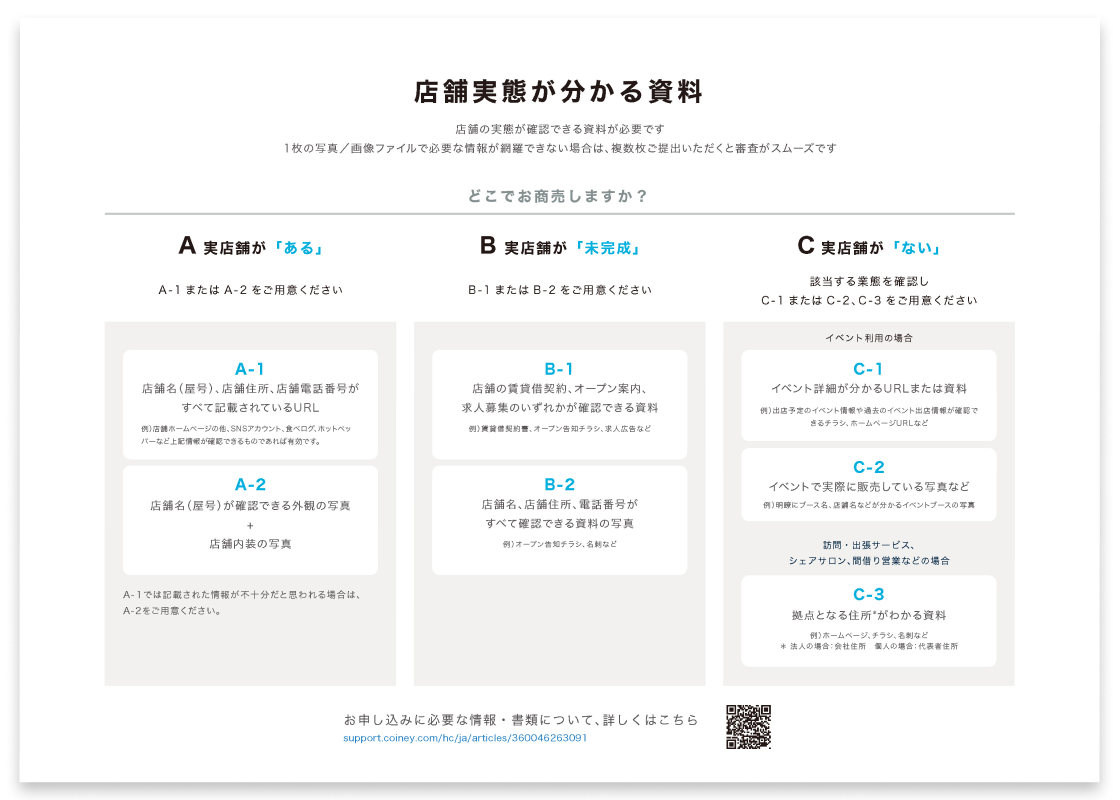 店舗実態が分かる資料
店舗の実態が確認できる資料が必要です
1枚の写真／画像ファイルで必要な情報が網羅できない場合は、複数枚ご提出いただくと審査がスムーズです
どこでお商売しますか？
A 実店舗が「ある」
A-1 または A-2 をご用意ください
A-1
店舗名（屋号）、店舗住所、店舗電話番号が
すべて記載されているURL
例）店舗ホームページの他、SNSアカウント、食べログ、ホットペッ
パーなど上記情報が確認できるものであれば有効です。
A-2
店舗名（屋号）が確認できる外観の写真
+
店舗内装の写真
A-1では記載された情報が不十分だと思われる場合は、
A-2をご用意ください。
B 実店舗が「未完成」
B-1 または B-2 をご用意ください
B-1
店舗の賃貸借契約、オープン案内、
求人募集のいずれかが確認できる資料
例）賃貸借契約書、オープン告知チラシ、求人広告など
B-2
店舗名、店舗住所、電話番号が
すべて確認できる資料の写真
例）オープン告知チラシ、名刺など
C 実店舗が「ない」
該当する業態を確認し
C-1 または C-2、C-3 をご用意ください
イベント利用の場合
C-1
イベント詳細が分かるURLまたは資料
例）出店予定のイベント情報や過去のイベント出店情報が確認で
きるチラシ、ホームページURLなど
C-2
イベントで実際に販売している写真など
例）明瞭にブース名、店舗名などが分かるイベントブースの写真
訪問・出張サービス、
シェアサロン、間借り営業などの場合
C-3
拠点となる住所*がわかる資料
例）ホームページ、チラシ、名刺など
＊ 法人の場合：会社住所　個人の場合：代表者住所
お申し込みに必要な情報・書類について、詳しくはこちら
support.coiney.com/hc/ja/articles/360046263091